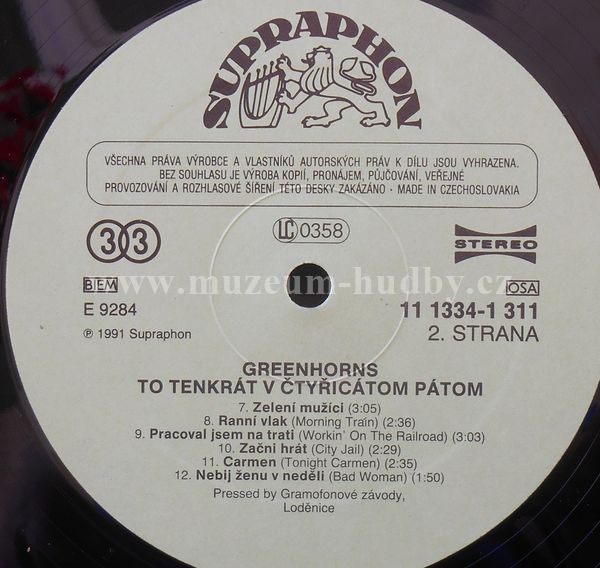 SUPRAPHON
VŠECHNA PRÁVA VÝROBCE A VLASTNÍKŮ AUTORSKÝCH PRÁV K DÍLU JSOU VYHRAZENA.
BEZ SOUHLASU JE VÝROBA KOPIÍ, PRONÁJEM, PŮJČOVÁNÍ, VEŘEJNÉ
PROVOZOVÁNÍ A ROZHLASOVÉ ŠÍŘENÍ TÉTO DESKY ZAKÁZÁNO • MADE IN CZECHOSLOVAKIA
33
LC 0358
STEREO
www.muzeum-hudby.cz
BIEM
OSA
E 9284
11 1334-1 311
℗ 1991 Supraphon
2. STRANA
GREENHORNS
TO TENKRÁT V ČTYŘICÁTOM PÁTOM
7. Zelení mužíci (3:05)
8. Ranní vlak (Morning Train) (2:36)
9. Pracoval jsem na trati (Workin' On The Railroad) (3:03)
10. Začni hrát (City Jail) (2:29)
11. Carmen (Tonight Carmen) (2:35)
12. Nebij ženu v neděli (Bad Woman) (1:50)
Pressed by Gramofonové závody,
Loděnice